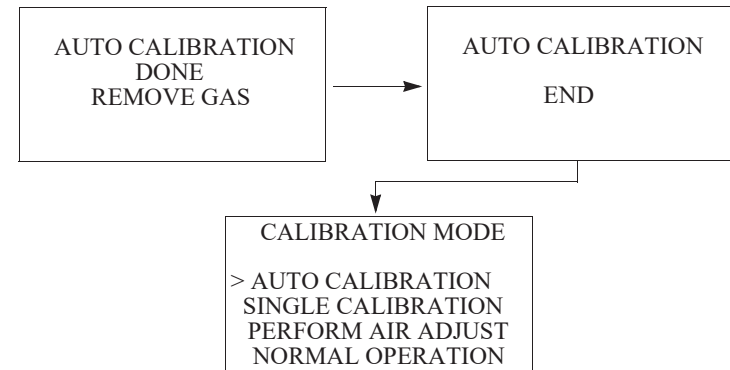 AUTO CALIBRATION
DONE
REMOVE GAS
AUTO CALIBRATION
END
CALIBRATION MODE
> AUTO CALIBRATION
SINGLE CALIBRATION
PERFORM AIR ADJUST
NORMAL OPERATION